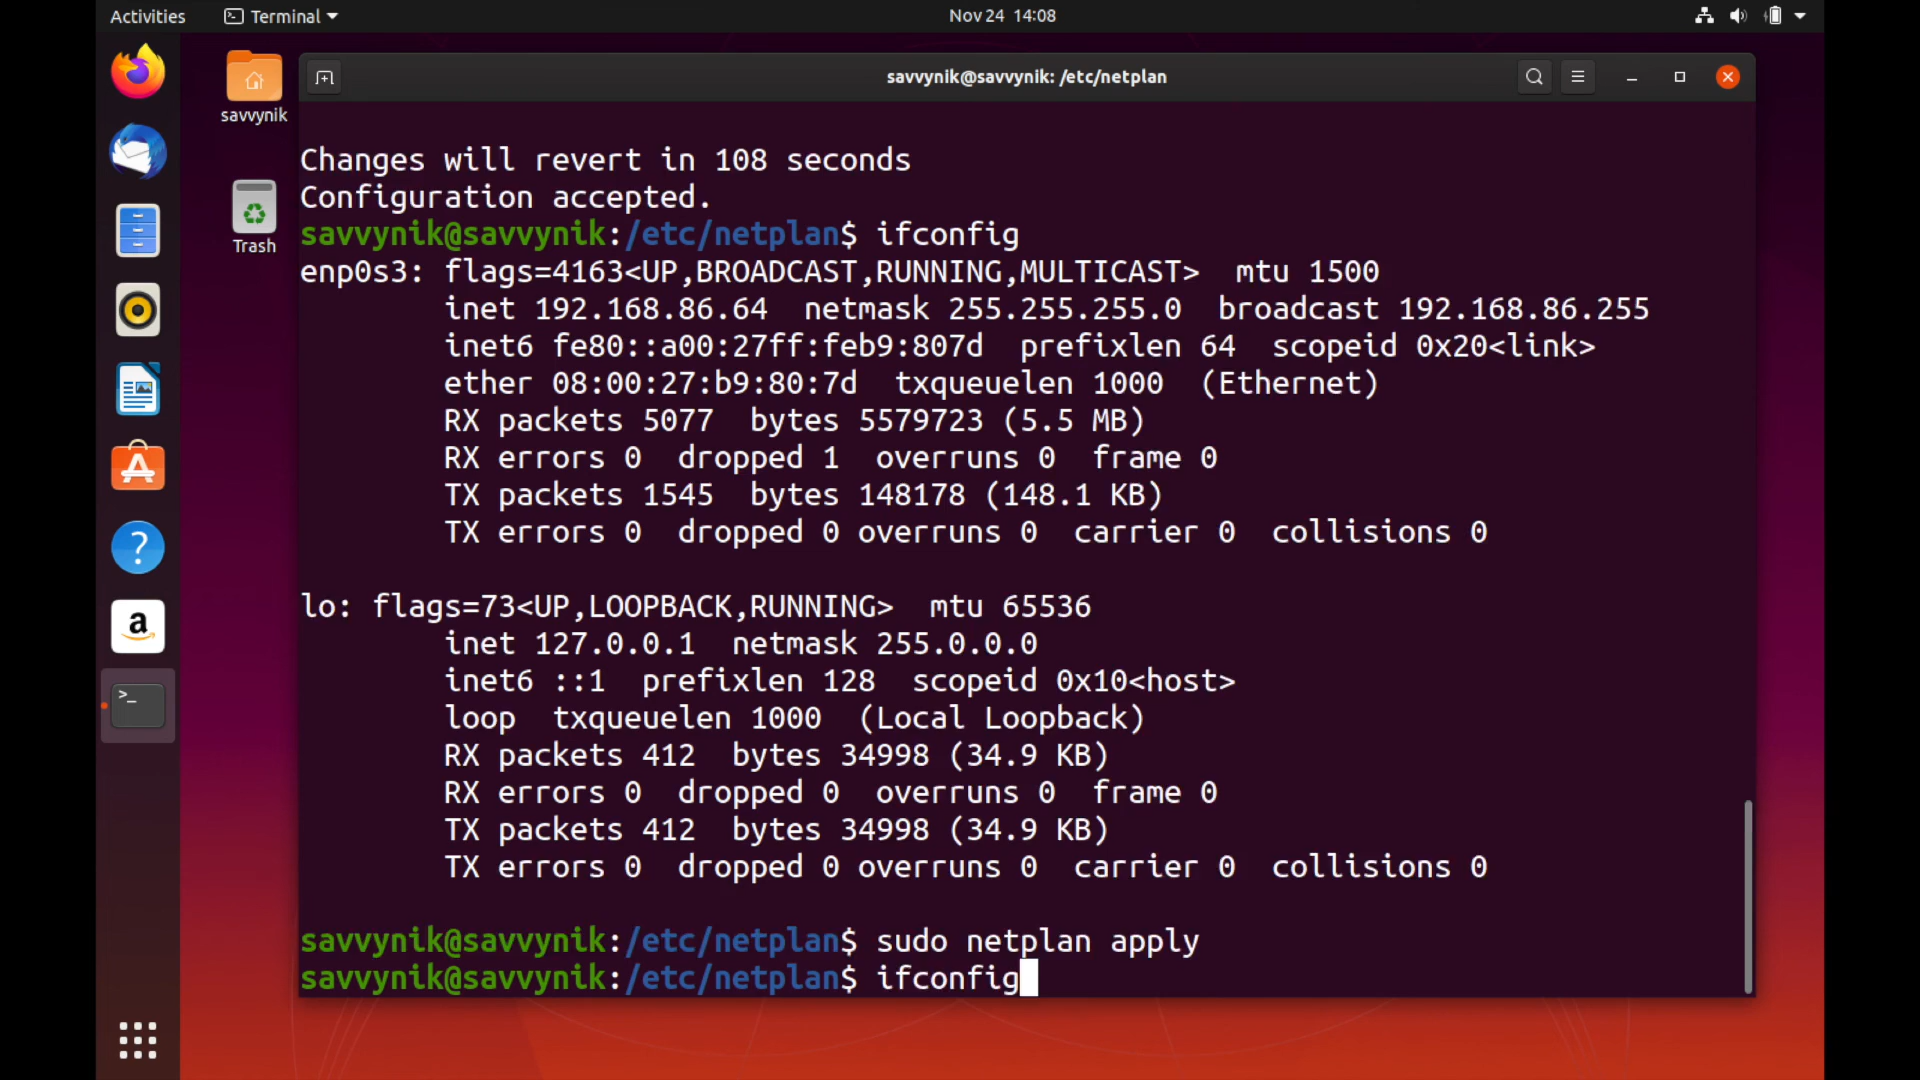 Activities Terminal Nov 24 14:08
savvynik@savvynik: /etc/netplan
savvynik
Trash
Changes will revert in 108 seconds
Configuration accepted.
savvynik@savvynik:/etc/netplan$ ifconfig
enp0s3: flags=4163<UP,BROADCAST,RUNNING,MULTICAST>  mtu 1500
        inet 192.168.86.64  netmask 255.255.255.0  broadcast 192.168.86.255
        inet6 fe80::a00:27ff:feb9:807d  prefixlen 64  scopeid 0x20<link>
        ether 08:00:27:b9:80:7d  txqueuelen 1000  (Ethernet)
        RX packets 5077  bytes 5579723 (5.5 MB)
        RX errors 0  dropped 1  overruns 0  frame 0
        TX packets 1545  bytes 148178 (148.1 KB)
        TX errors 0  dropped 0 overruns 0  carrier 0  collisions 0
lo: flags=73<UP,LOOPBACK,RUNNING>  mtu 65536
        inet 127.0.0.1  netmask 255.0.0.0
        inet6 ::1  prefixlen 128  scopeid 0x10<host>
        loop  txqueuelen 1000  (Local Loopback)
        RX packets 412  bytes 34998 (34.9 KB)
        RX errors 0  dropped 0  overruns 0  frame 0
        TX packets 412  bytes 34998 (34.9 KB)
        TX errors 0  dropped 0 overruns 0  carrier 0  collisions 0
savvynik@savvynik:/etc/netplan$ sudo netplan apply
savvynik@savvynik:/etc/netplan$ ifconfig